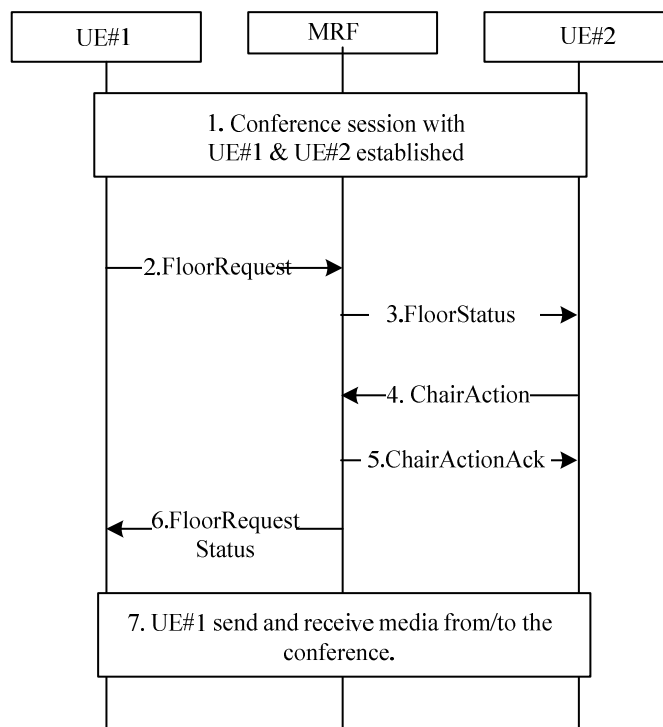 UE#1
MRF
UE#2
1. Conference session with
UE#1 & UE#2 established
2.FloorRequest
3.FloorStatus
4. ChairAction
5.ChairActionAck
6.FloorRequest
Status
7. UE#1 send and receive media from/to the
conference.